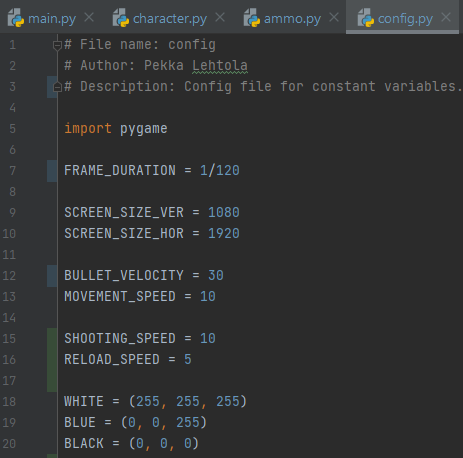 main.py character.py ammo.py config.py
1 # File name: config
2 # Author: Pekka Lehtola
3 # Description: Config file for constant variables.
4
5 import pygame
6
7 FRAME_DURATION = 1/120
8
9 SCREEN_SIZE_VER = 1080
10 SCREEN_SIZE_HOR = 1920
11
12 BULLET_VELOCITY = 30
13 MOVEMENT_SPEED = 10
14
15 SHOOTING_SPEED = 10
16 RELOAD_SPEED = 5
17
18 WHITE = (255, 255, 255)
19 BLUE = (0, 0, 255)
20 BLACK = (0, 0, 0)